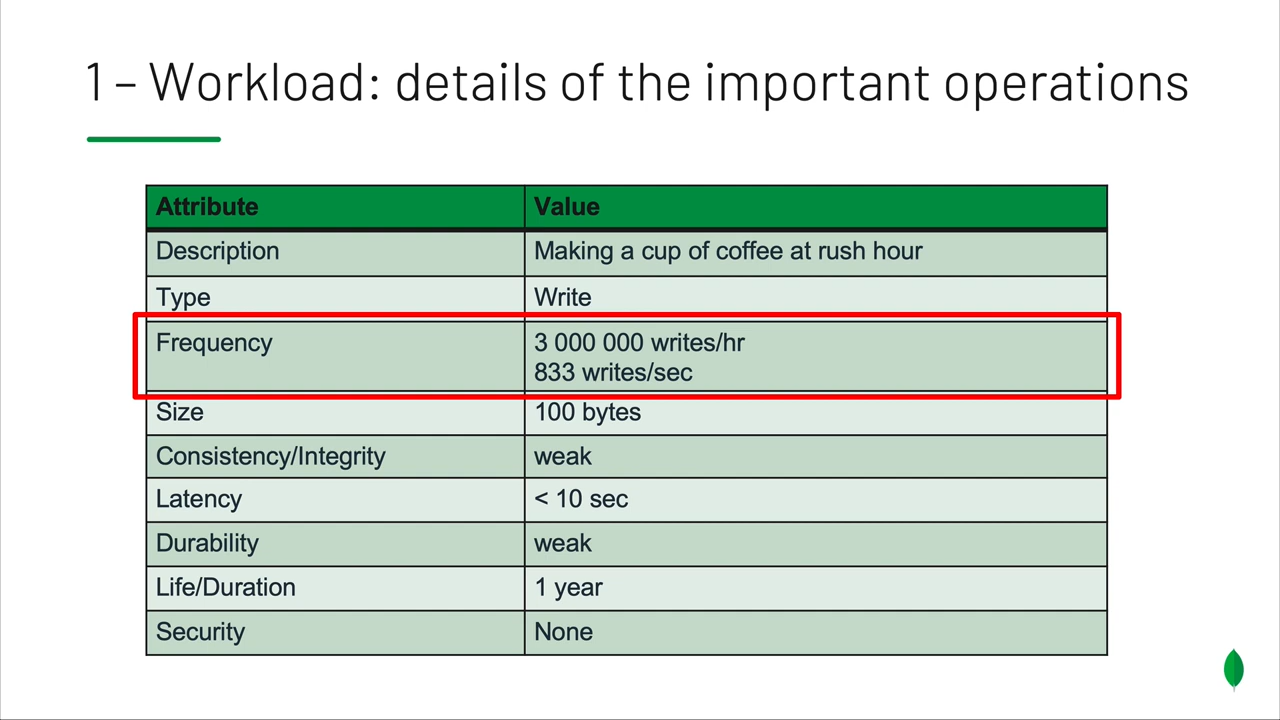 1 – Workload: details of the important operations
Attribute Value
Description Making a cup of coffee at rush hour
Type Write
Frequency 3 000 000 writes/hr
833 writes/sec
Size 100 bytes
Consistency/Integrity weak
Latency < 10 sec
Durability weak
Life/Duration 1 year
Security None